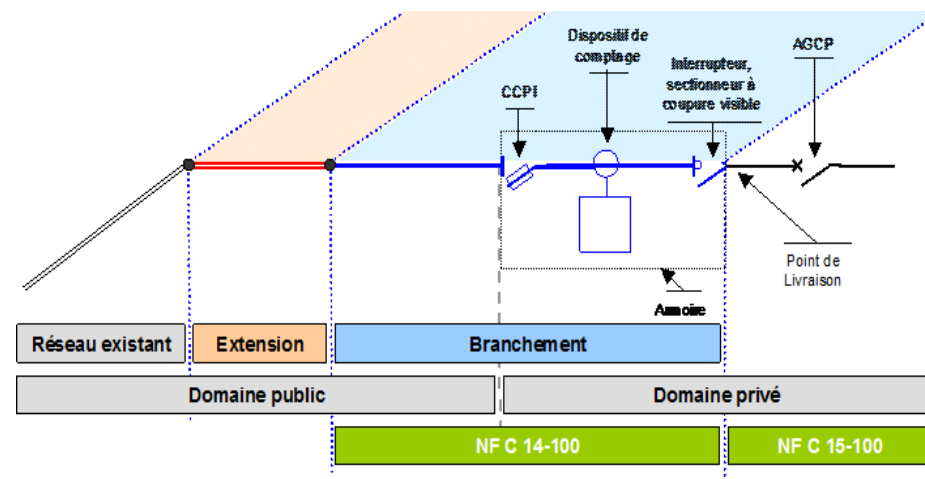 Dispositif de
comptage
AGCP
Interrupteur,
sectionneur à
coupure visible
CCPI
Point de
Livraison
Armoire
Réseau existant
Extension
Branchement
Domaine public
Domaine privé
NF C 14-100
NF C 15-100